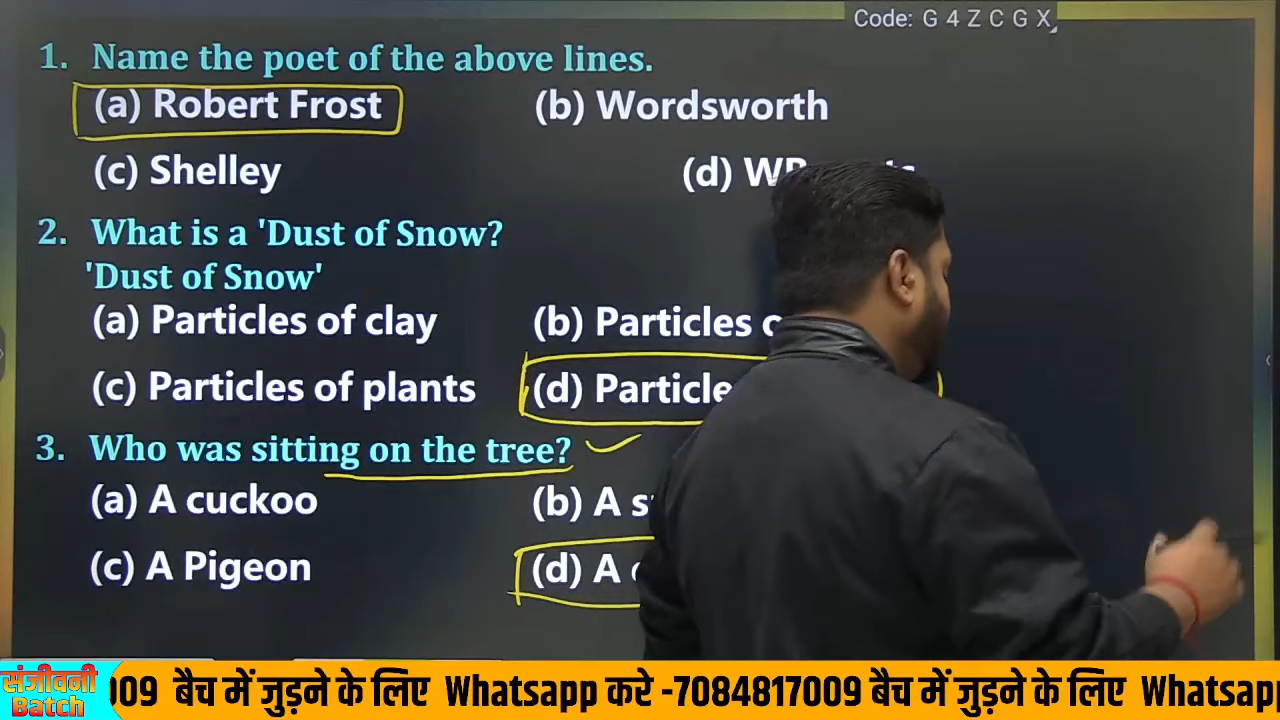 Code: G 4 Z C G X
1. Name the poet of the above lines.
(a) Robert Frost (b) Wordsworth
(c) Shelley (d)
2. What is a 'Dust of Snow?
'Dust of Snow'
(a) Particles of clay (b) Particles
(c) Particles of plants (d)
3. Who was sitting on the tree?
(a) A cuckoo (b) A
(c) A Pigeon (d) A
संजीवनी
Batch
009 बैच में जुड़ने के लिए Whatsapp करे -7084817009 बैच में जुड़ने के लिए Whatsapp